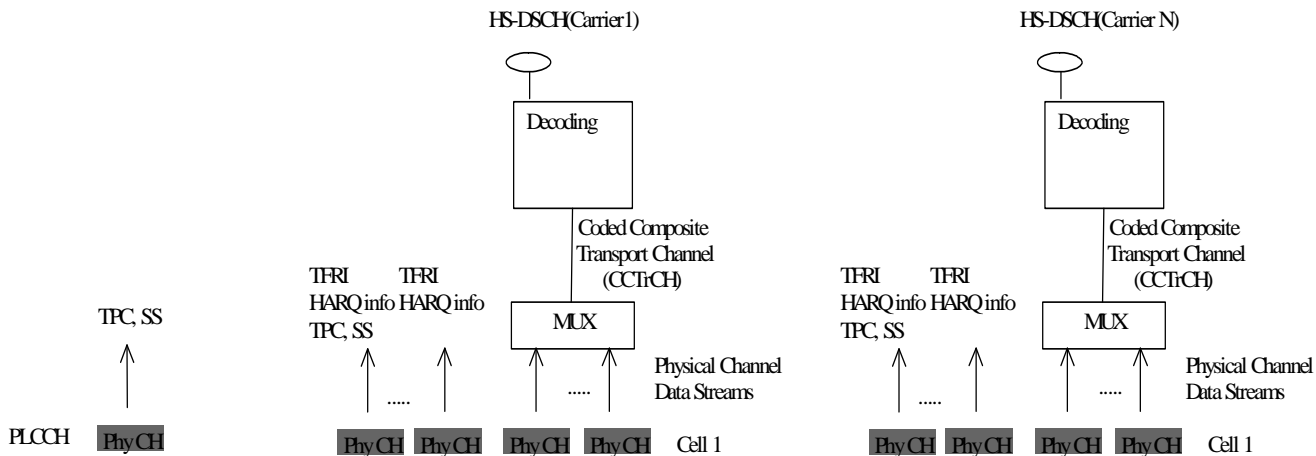 HS-DSCH(Carrier1)
HS-DSCH(Carrier N)
Decoding
Decoding
Coded Composite
Transport Channel
(CCTrCH)
Coded Composite
Transport Channel
(CCTrCH)
TFRI TFRI
HARQ info HARQ info
TPC, SS
TFRI TFRI
HARQ info HARQ info
TPC, SS
TPC, SS
MUX
MUX
Physical Channel
Data Streams
Physical Channel
Data Streams
..... .....
..... .....
PLCCH Phy CH Phy CH Phy CH Phy CH Phy CH Cell 1 Phy CH Phy CH Phy CH Phy CH Cell 1